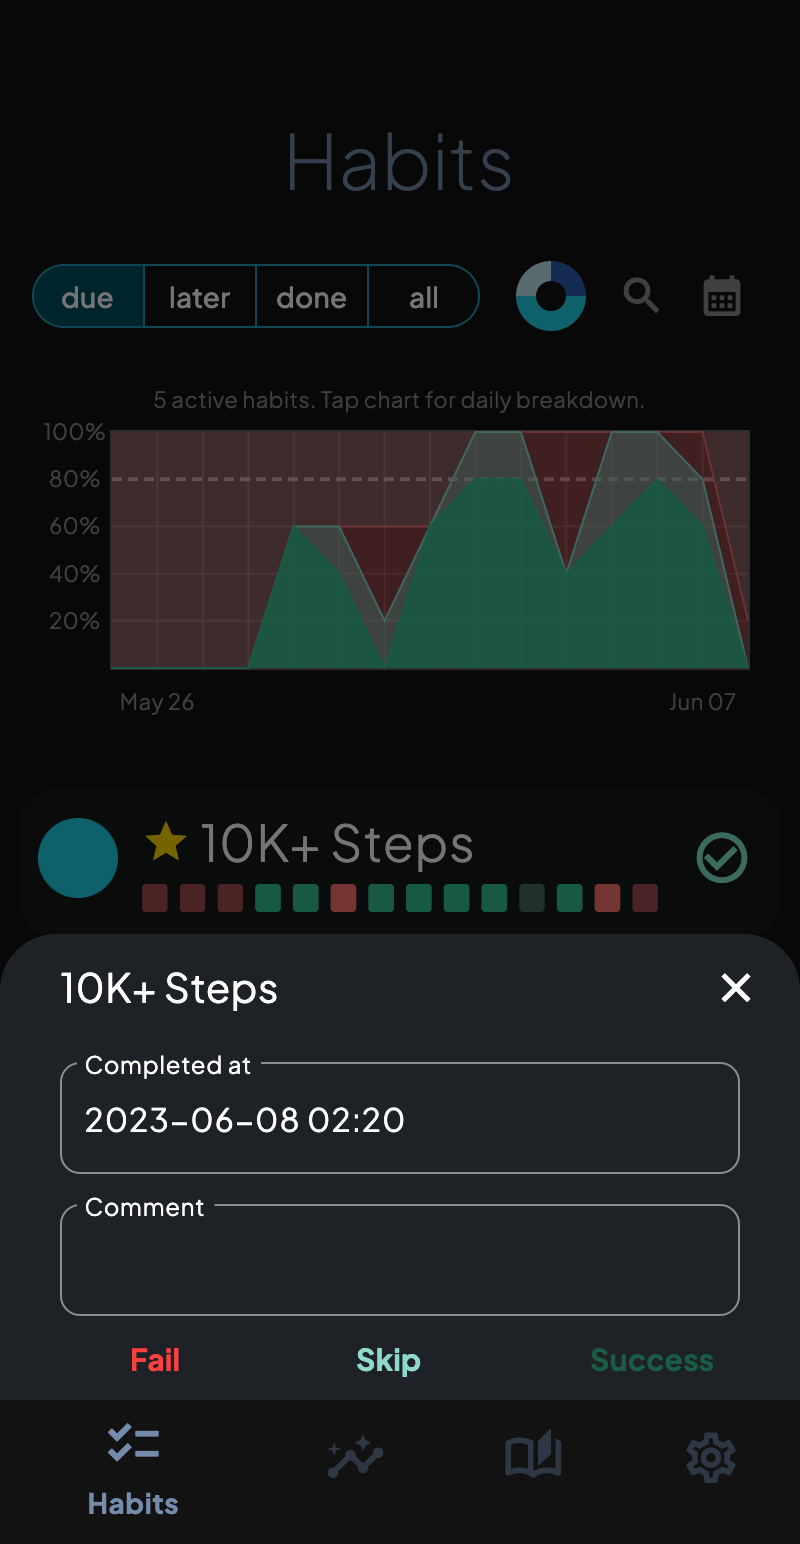 Habits
due later done all
5 active habits. Tap chart for daily breakdown.
100%
80%
60%
40%
20%
May 26 Jun 07
10K+ Steps
10K+ Steps
Completed at
2023-06-08 02:20
Comment
Fail Skip Success
Habits